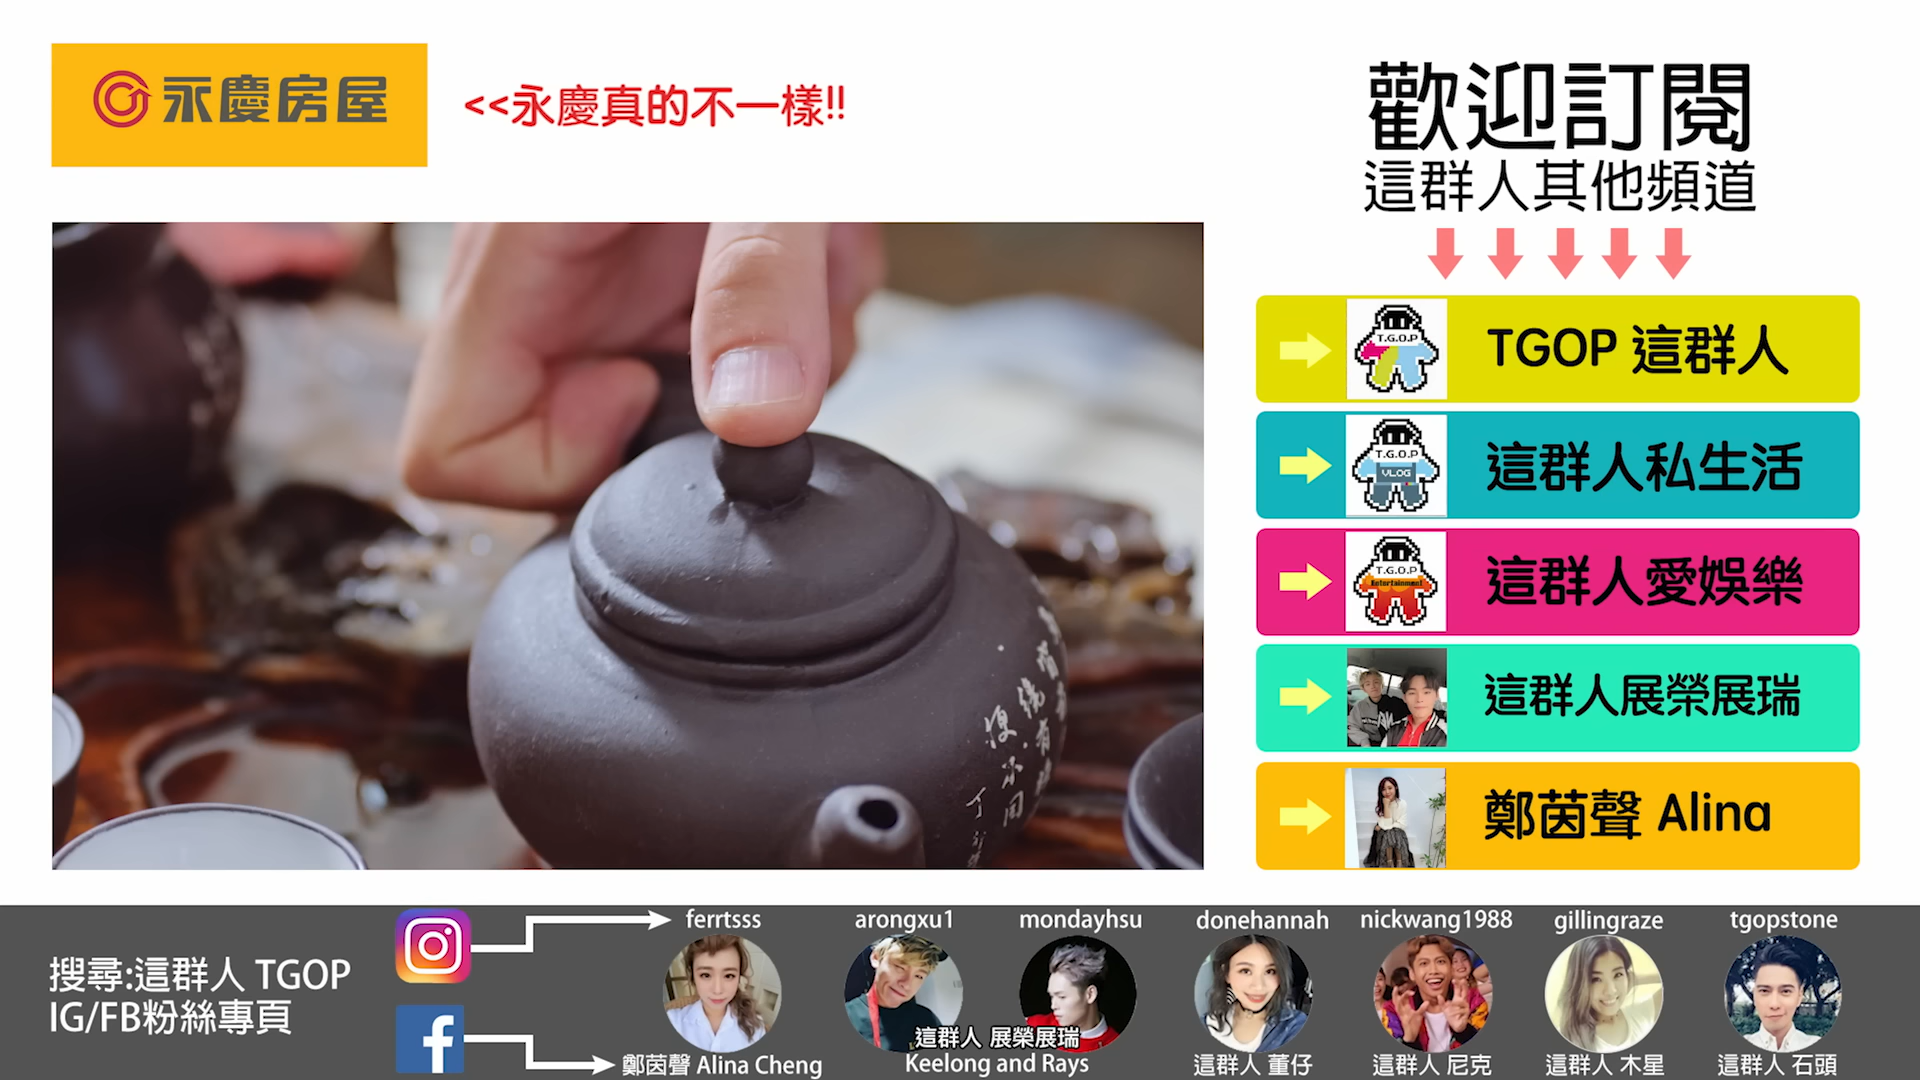 永慶房屋
<<永慶真的不一樣!!
歡迎訂閱
這群人其他頻道
T.G.O.P
TGOP 這群人
T.G.O.P
VLOG
這群人私生活
T.G.O.P
Entertainment
這群人愛娛樂
這群人展榮展瑞
鄭茵聲 Alina
搜尋:這群人 TGOP
IG/FB粉絲專頁
ferrtsss
arongxu1
mondayhsu
donehannah
nickwang1988
gillingraze
tgopstone
鄭茵聲 Alina Cheng
這群人 展榮展瑞
Keelong and Rays
這群人 董仔
這群人 尼克
這群人 木星
這群人 石頭